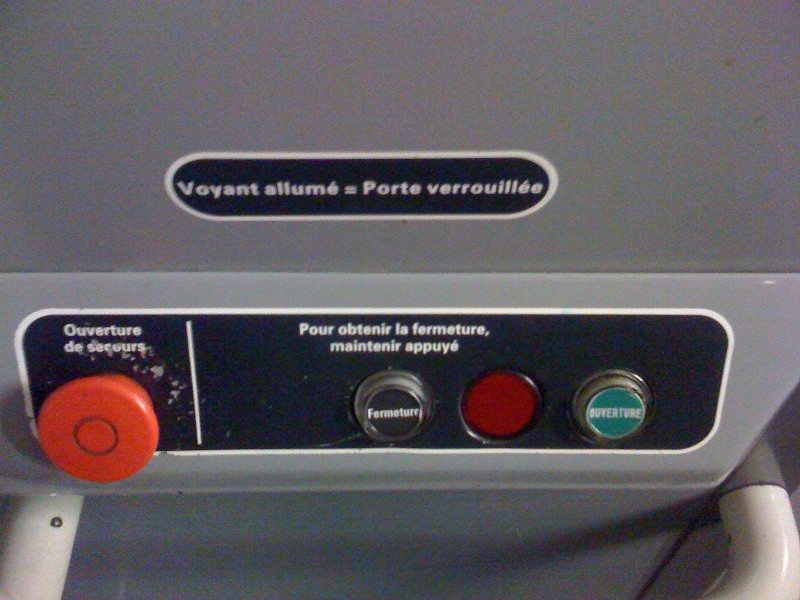 Voyant allumé = Porte verrouillée
Ouverture
de secours
Pour obtenir la fermeture,
maintenir appuyé
Fermeture
OUVERTURE